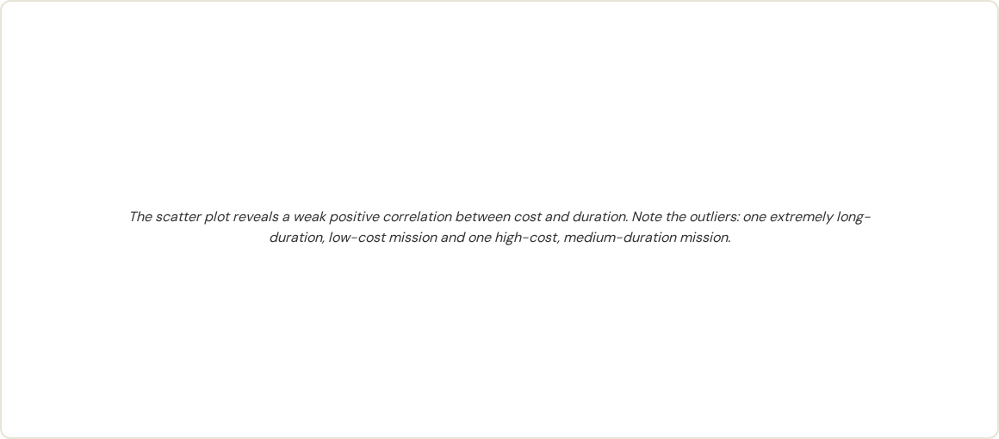 The scatter plot reveals a weak positive correlation between cost and duration. Note the outliers: one extremely long-
duration, low-cost mission and one high-cost, medium-duration mission.